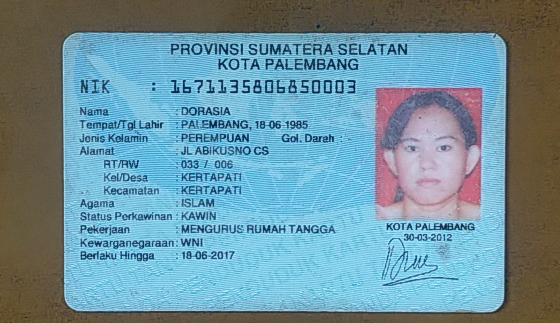 PROVINSI SUMATERA SELATAN
KOTA PALEMBANG
NIK : 1671135806850003
Nama : DORASIA
Tempat/Tgl Lahir : PALEMBANG, 18-06-1985
Jenis Kelamin : PEREMPUAN Gol. Darah : -
Alamat : JL ABIKUSNO CS
RT/RW : 033 / 006
Kel/Desa : KERTAPATI
Kecamatan : KERTAPATI
Agama : ISLAM
Status Perkawinan : KAWIN
Pekerjaan : MENGURUS RUMAH TANGGA
Kewarganegaraan : WNI
Berlaku Hingga : 18-06-2017
KOTA PALEMBANG
30-03-2012